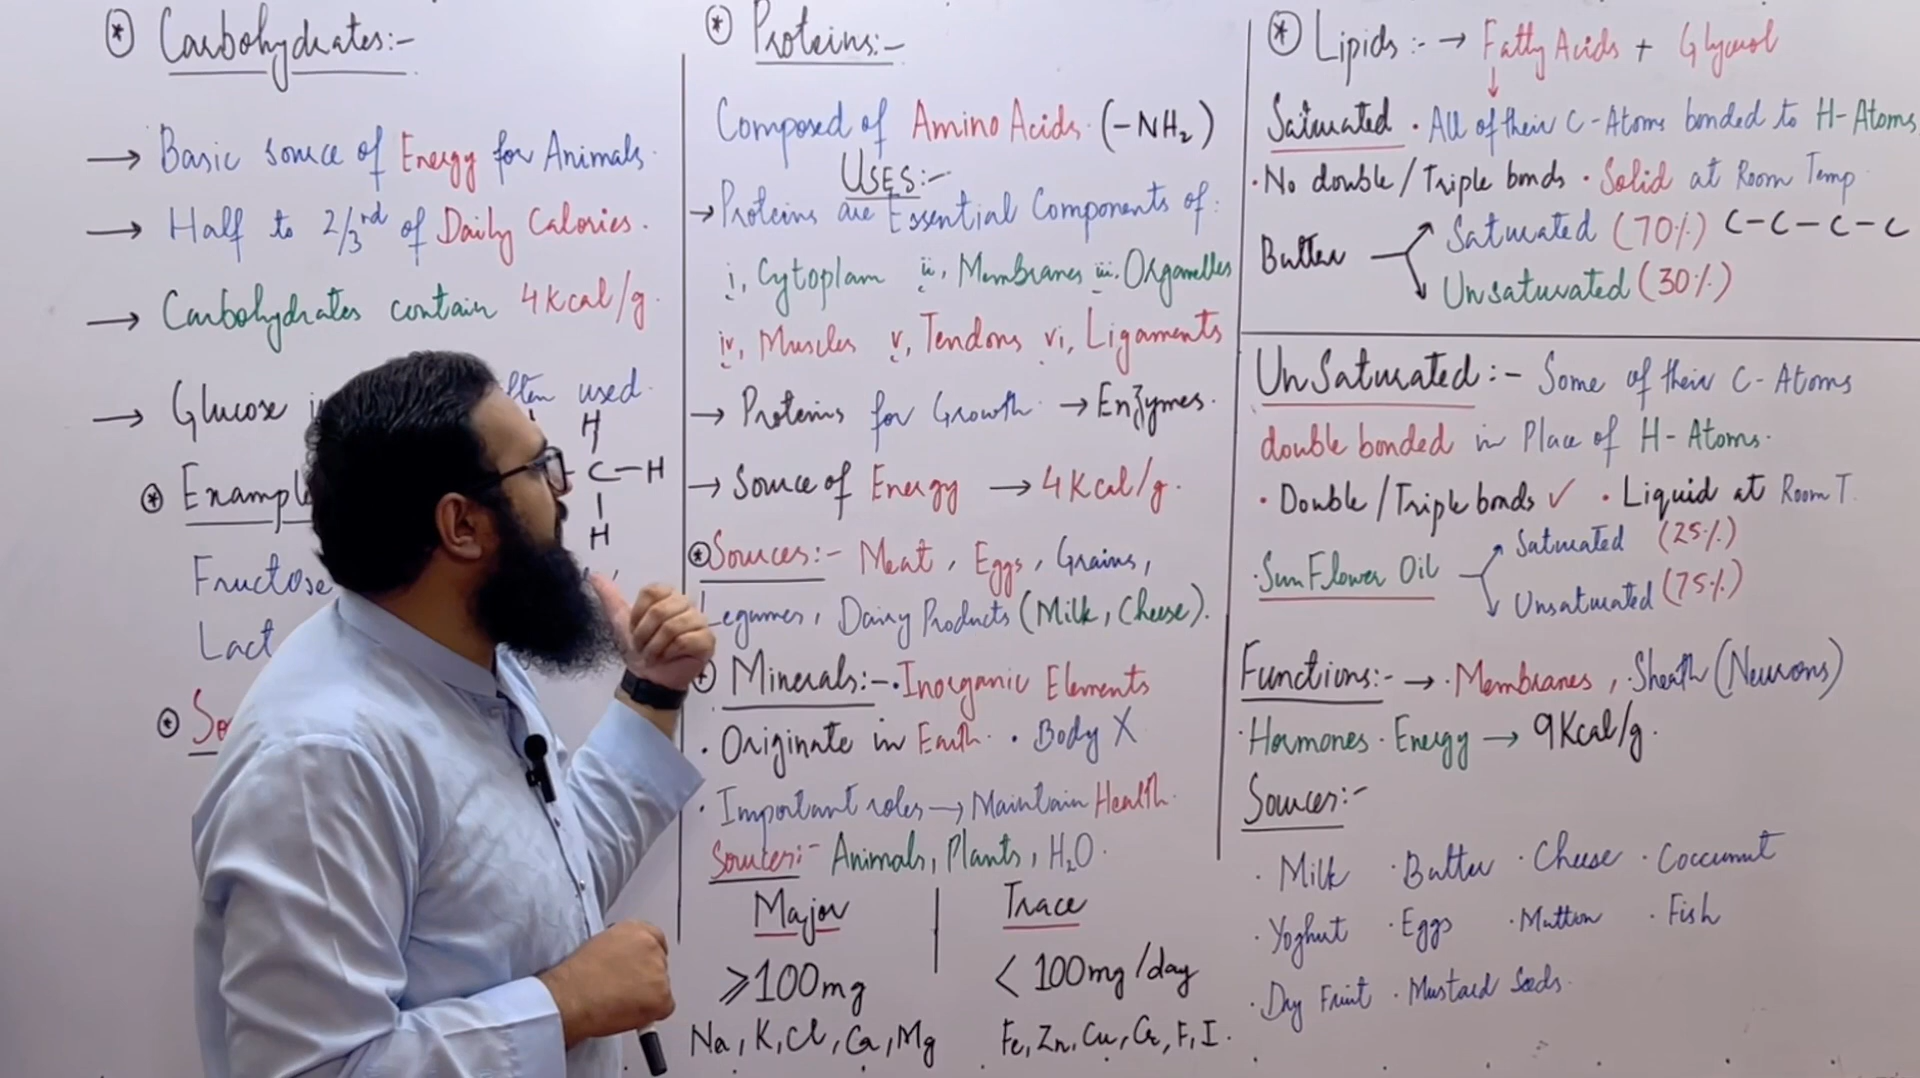 * Carbohydrates:-
→ Basic source of Energy for Animals.
→ Half to 2/3rd of Daily Calories.
→ Carbohydrates contain 4Kcal/g.
→ Glucose used.
H
C-H
H
* Example
Fructose
Lact
* So
* Proteins:-
Composed of Amino Acids. (-NH2)
USES:-
→ Proteins are Essential Components of:
i, Cytoplam ii, Membranes iii, Organelles
iv, Muscles v, Tendons vi, Ligaments
→ Proteins for Growth. → Enzymes.
→ Source of Energy → 4Kcal/g.
* Sources:- Meat, Eggs, Grains,
Legumes, Dairy Products (Milk, Cheese).
Minerals:- · Inorganic Elements
· Originate in Earth. · Body X
· Important roles → Maintain Health.
Sources:- Animals, Plants, H2O.
Major | Trace
⩾100mg < 100mg/day
Na, K, Cl, Ca, Mg Fe, Zn, Cu, Cr, F, I.
* Lipids:- → Fatty Acids + Glycerol
Saturated · All of their C-Atoms bonded to H-Atoms
· No double/Triple bonds · Solid at Room Temp.
Butter Saturated (70%) C-C-C-C
Unsaturated (30%)
UnSaturated:- Some of their C-Atoms
double bonded in Place of H-Atoms.
· Double/Triple bonds ✓ · Liquid at Room T.
· SunFlower Oil Saturated (25%)
Unsaturated (75%)
Functions:- → · Membranes, · Sheath (Neurons)
· Hormones · Energy → 9Kcal/g.
Sources:-
· Milk · Butter · Cheese · Coccunut
· Yoghurt · Eggs · Mutton · Fish
· Dry Fruit · Mustard Seeds.